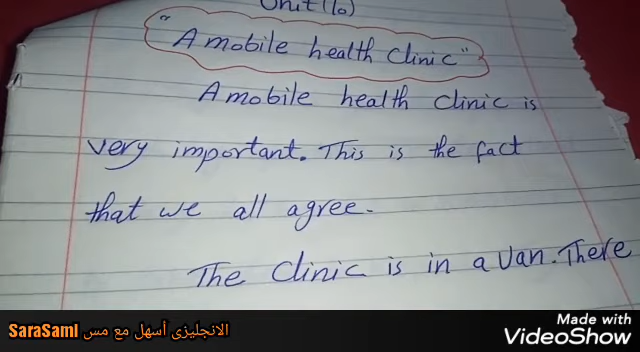 Unit (10)
"A mobile health clinic"
A mobile health clinic is
very important. This is the fact
that we all agree.
The Clinic is in a van. There
الانجليزى أسهل مع مس SaraSamI
Made with
VideoShow